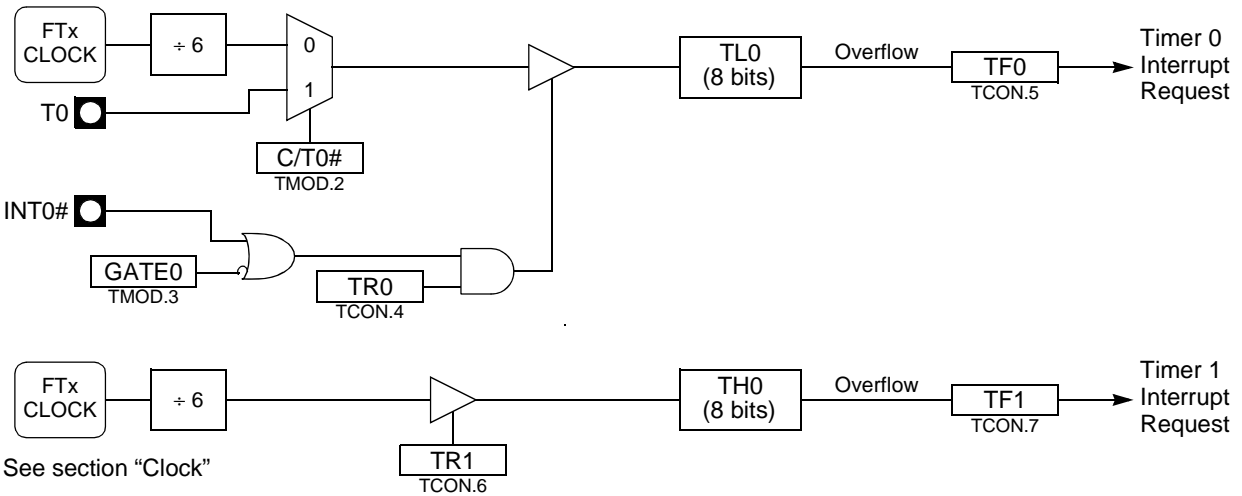 FTx
CLOCK
÷ 6
0
1
T0
C/T0#
TMOD.2
TL0
(8 bits)
Overflow
TF0
TCON.5
Timer 0
Interrupt
Request
INT0#
GATE0
TMOD.3
TR0
TCON.4
FTx
CLOCK
÷ 6
TR1
TCON.6
TH0
(8 bits)
Overflow
TF1
TCON.7
Timer 1
Interrupt
Request
See section “Clock”